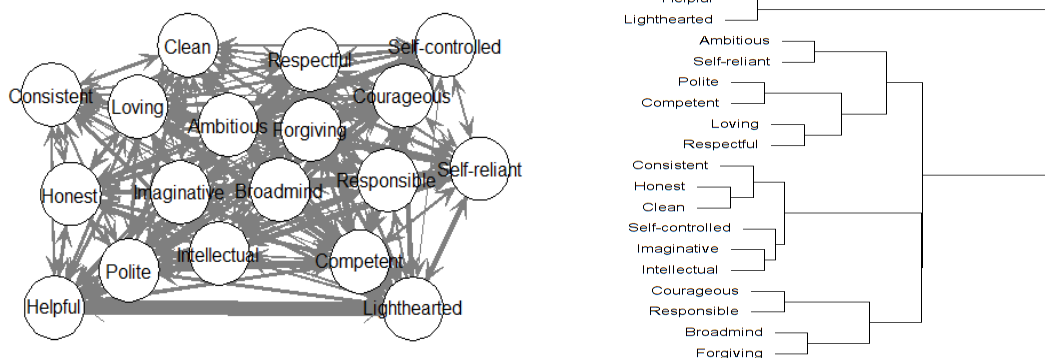 Clean
Self-controlled
Respectful
Consistent
Loving
Courageous
Ambitious
Forgiving
Self-reliant
Responsible
Honest
Imaginative
Broadmind
Intellectual
Polite
Competent
Helpful
Lighthearted
Helpful
Lighthearted
Ambitious
Self-reliant
Polite
Competent
Loving
Respectful
Consistent
Honest
Clean
Self-controlled
Imaginative
Intellectual
Courageous
Responsible
Broadmind
Forgiving